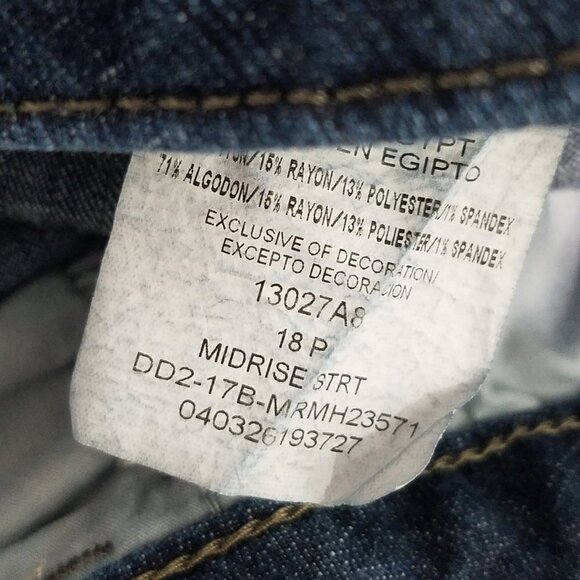 EN EGIPTO
/15% RAYON/13% POLYESTER/1% SPANDEX
71% ALGODON/15% RAYON/13% POLIESTER/1% SPANDEX
EXCLUSIVE OF DECORATION/
EXCEPTO DECORACION
13027A8
18 P
MIDRISE STRT
DD2-17B-MRMH23571
040326193727